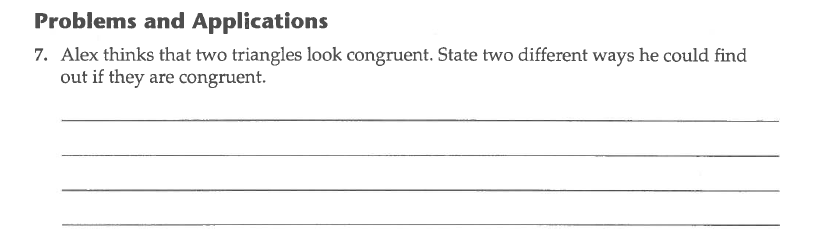 Problems and Applications
7. Alex thinks that two triangles look congruent. State two different ways he could find
out if they are congruent.